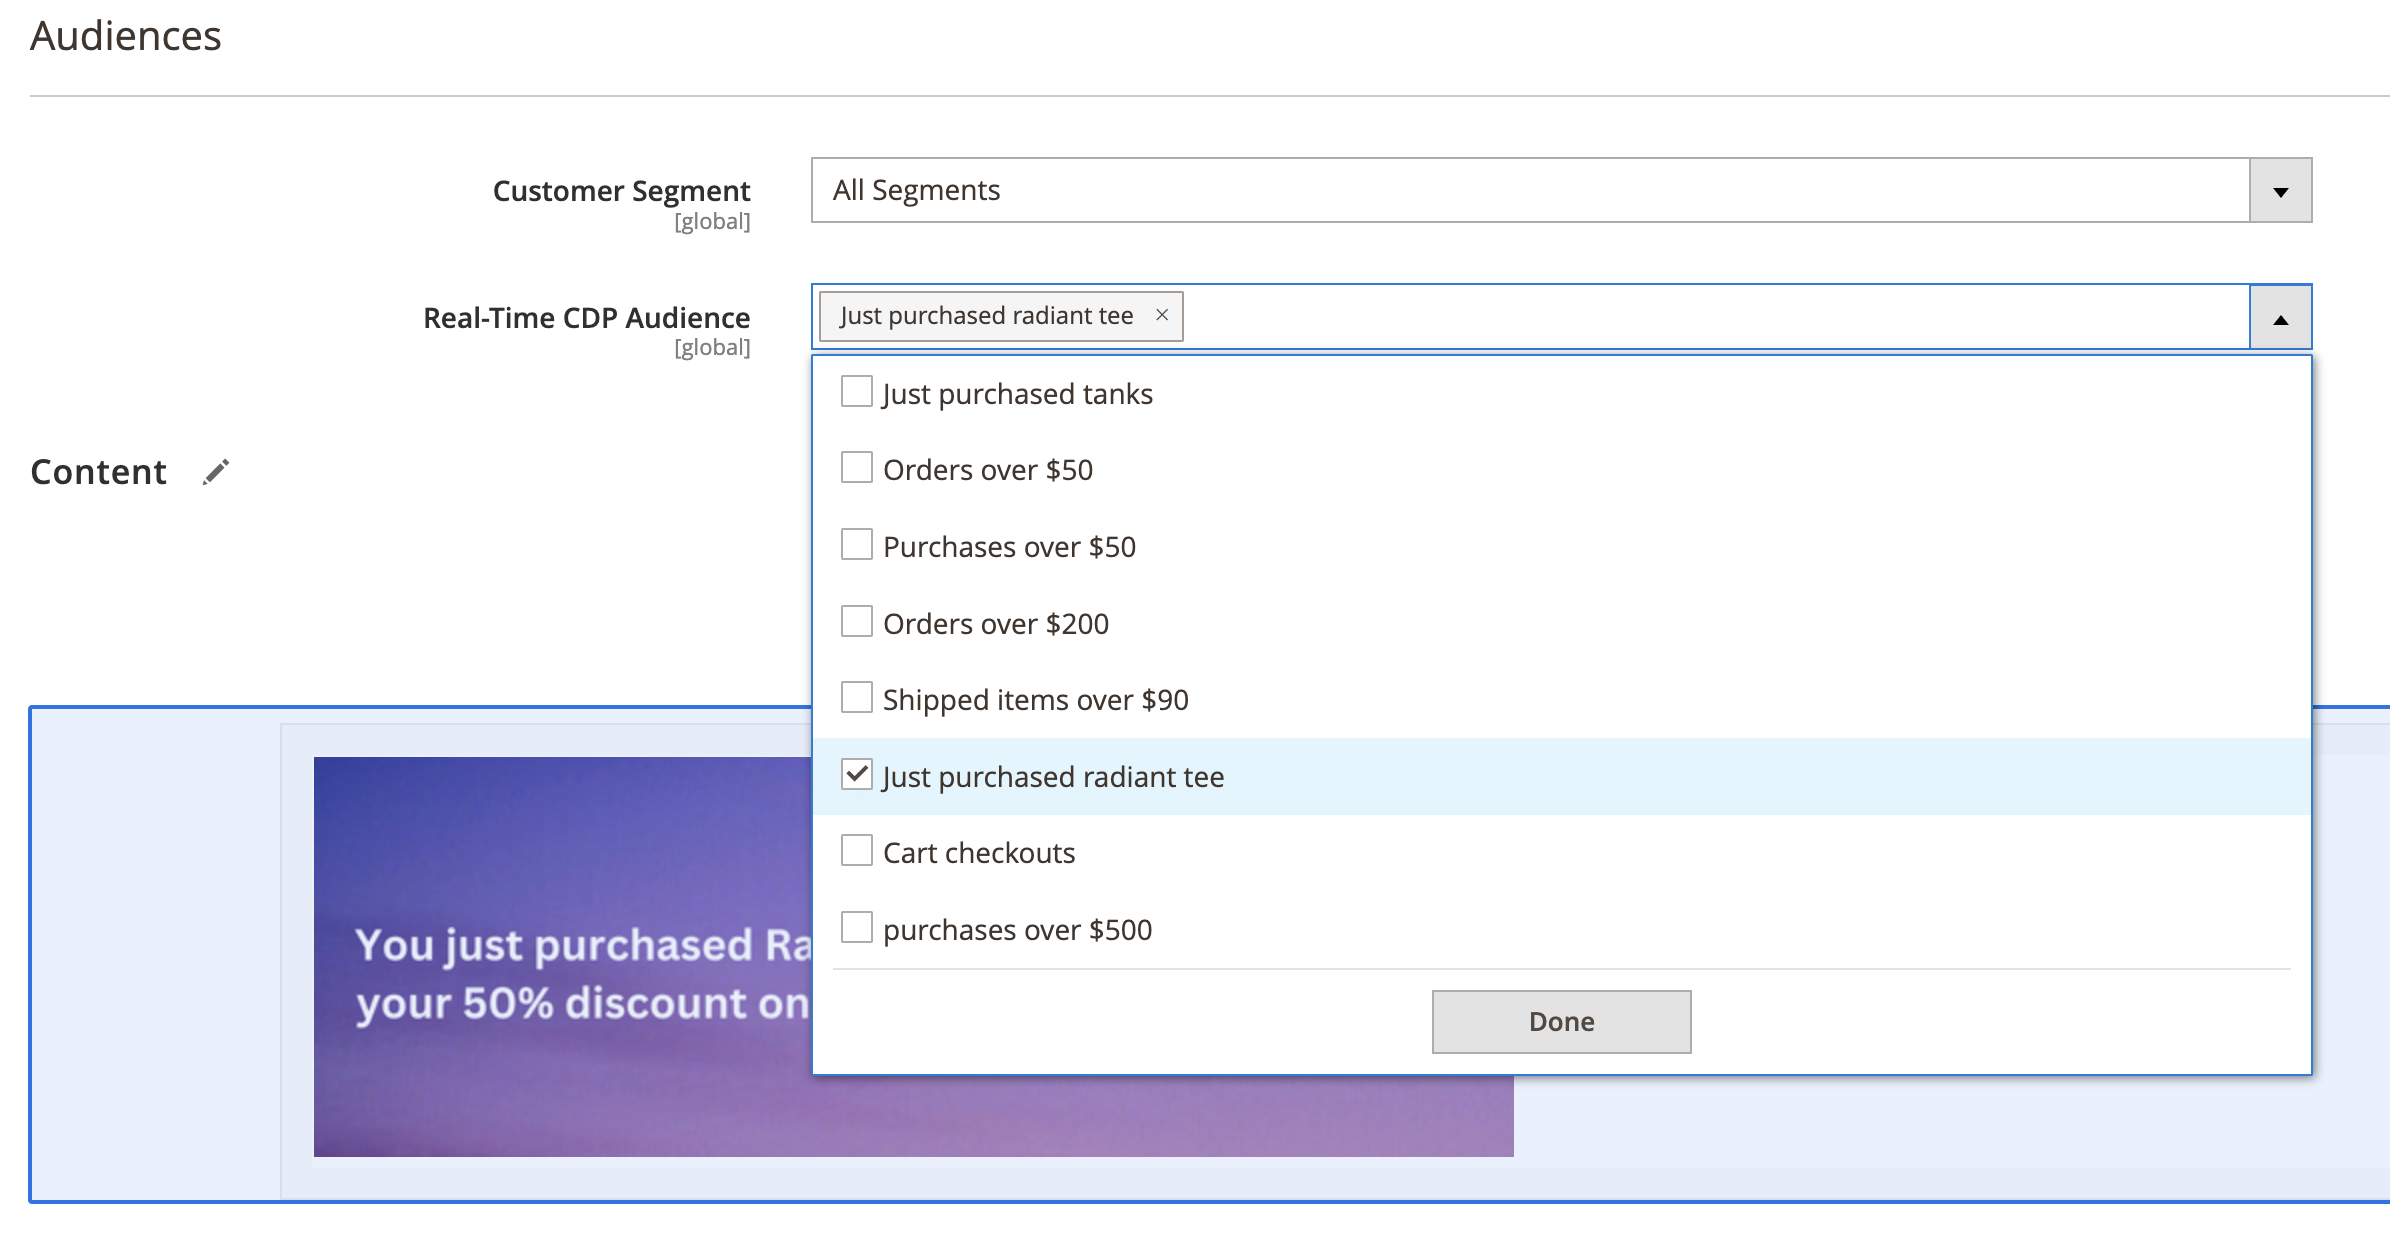 Audiences
Customer Segment
[global]
All Segments
Real-Time CDP Audience
[global]
Just purchased radiant tee ×
Just purchased tanks
Orders over $50
Purchases over $50
Orders over $200
Shipped items over $90
Just purchased radiant tee
Cart checkouts
purchases over $500
Done
Content
You just purchased
your 50% discount on